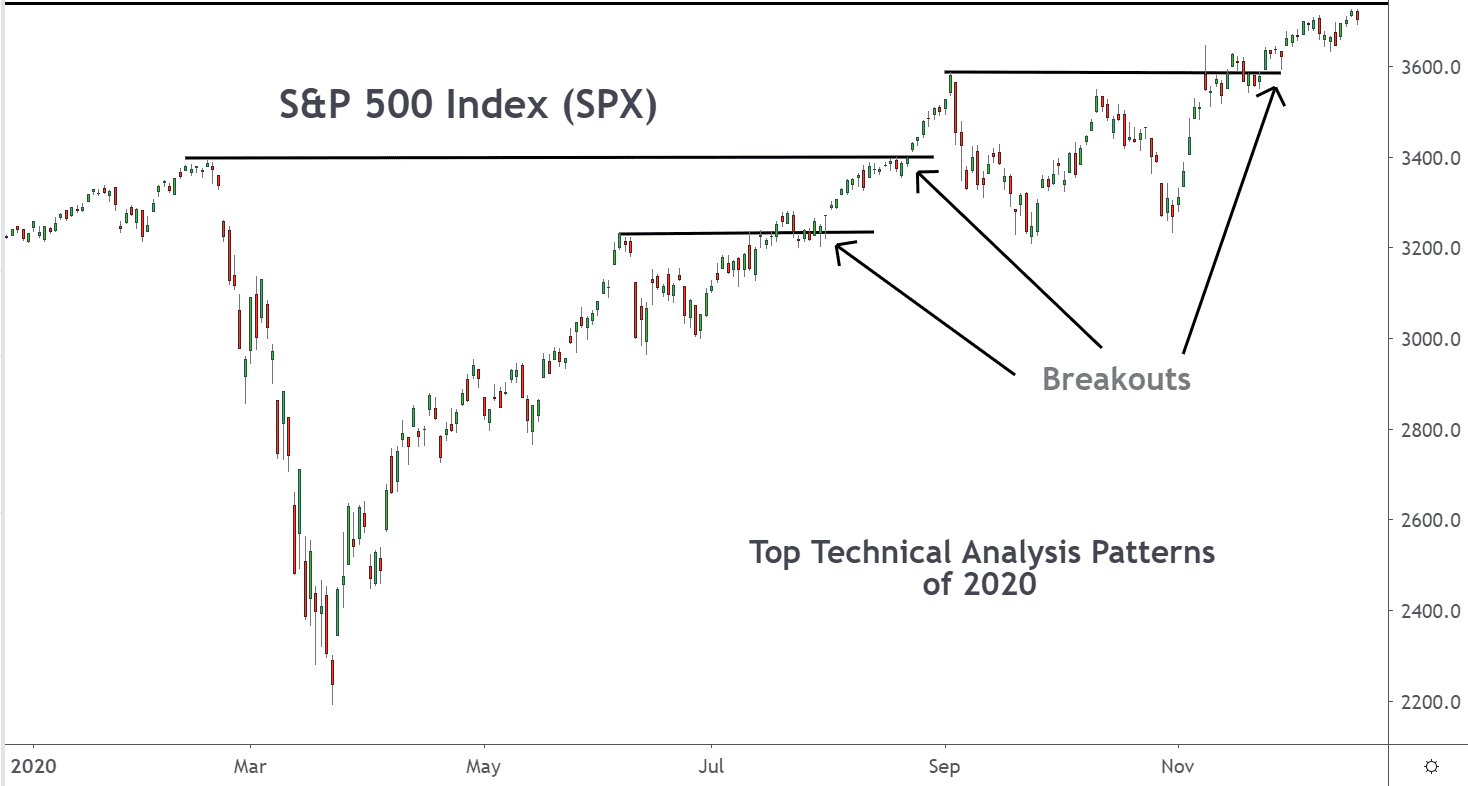 S&P 500 Index (SPX)
3600.0
3400.0
3200.0
3000.0
Breakouts
2800.0
2600.0
Top Technical Analysis Patterns
of 2020
2400.0
2200.0
2020 Mar May Jul Sep Nov